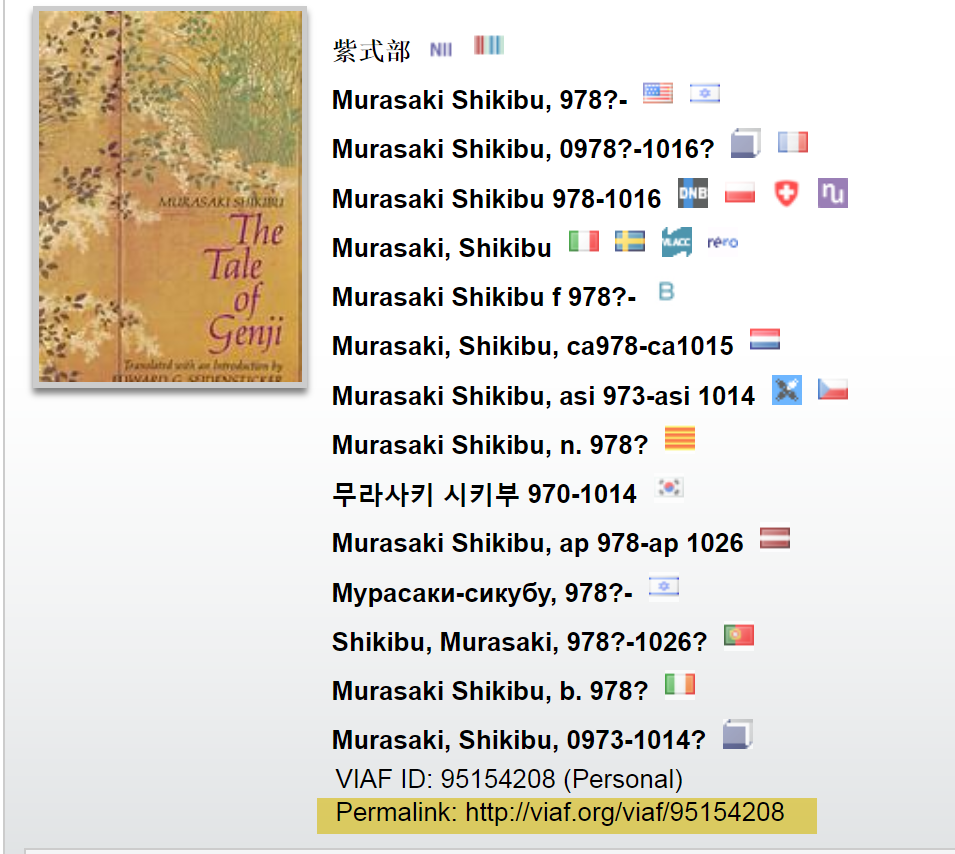 MURASAKI SHIKIBU
The
Tale
of
Genji
Translated with an Introduction by
EDWARD G. SEIDENSTICKER
紫式部 NII
Murasaki Shikibu, 978?-
Murasaki Shikibu, 0978?-1016?
Murasaki Shikibu 978-1016 DNB nu
Murasaki, Shikibu VLACC rero
Murasaki Shikibu f 978?- B
Murasaki, Shikibu, ca978-ca1015
Murasaki Shikibu, asi 973-asi 1014
Murasaki Shikibu, n. 978?
무라사키 시키부 970-1014
Murasaki Shikibu, ap 978-ap 1026
Мурасаки-сикубу, 978?-
Shikibu, Murasaki, 978?-1026?
Murasaki Shikibu, b. 978?
Murasaki, Shikibu, 0973-1014?
VIAF ID: 95154208 (Personal)
Permalink: http://viaf.org/viaf/95154208